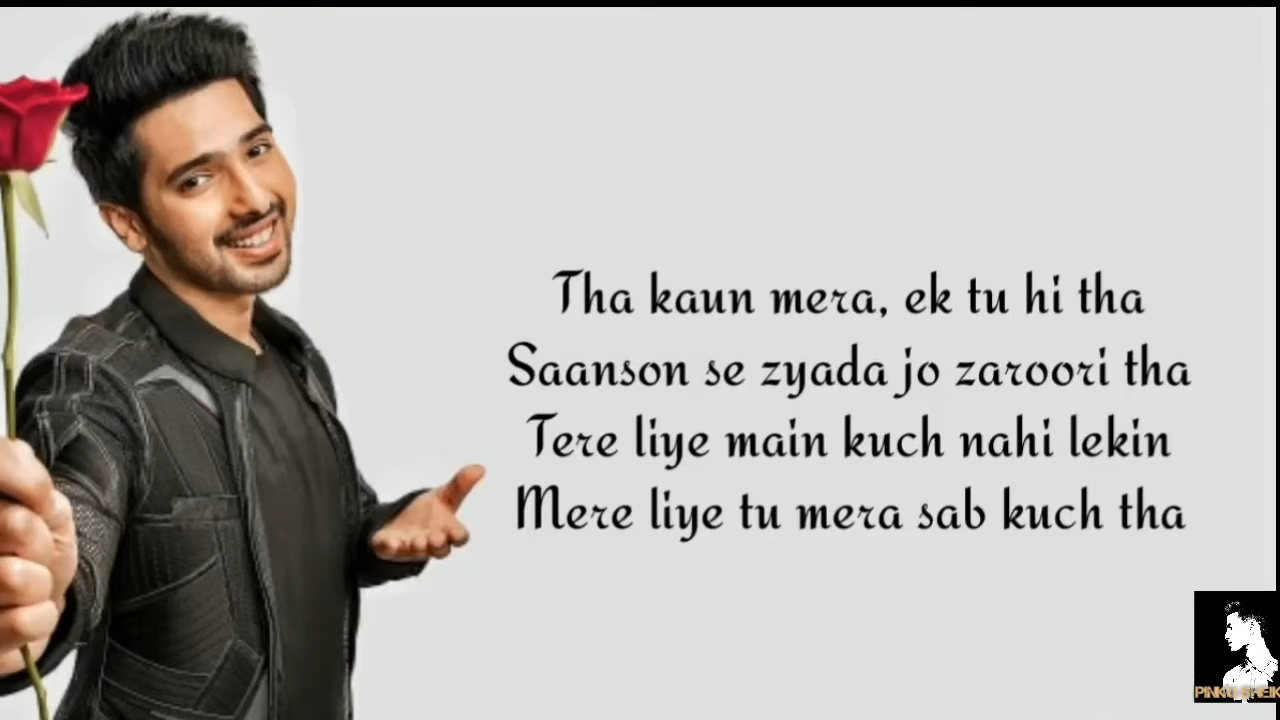 Tha kaun mera, ek tu hi tha
Saanson se zyada jo zaroori tha
Tere liye main kuch nahi lekin
Mere liye tu mera sab kuch tha